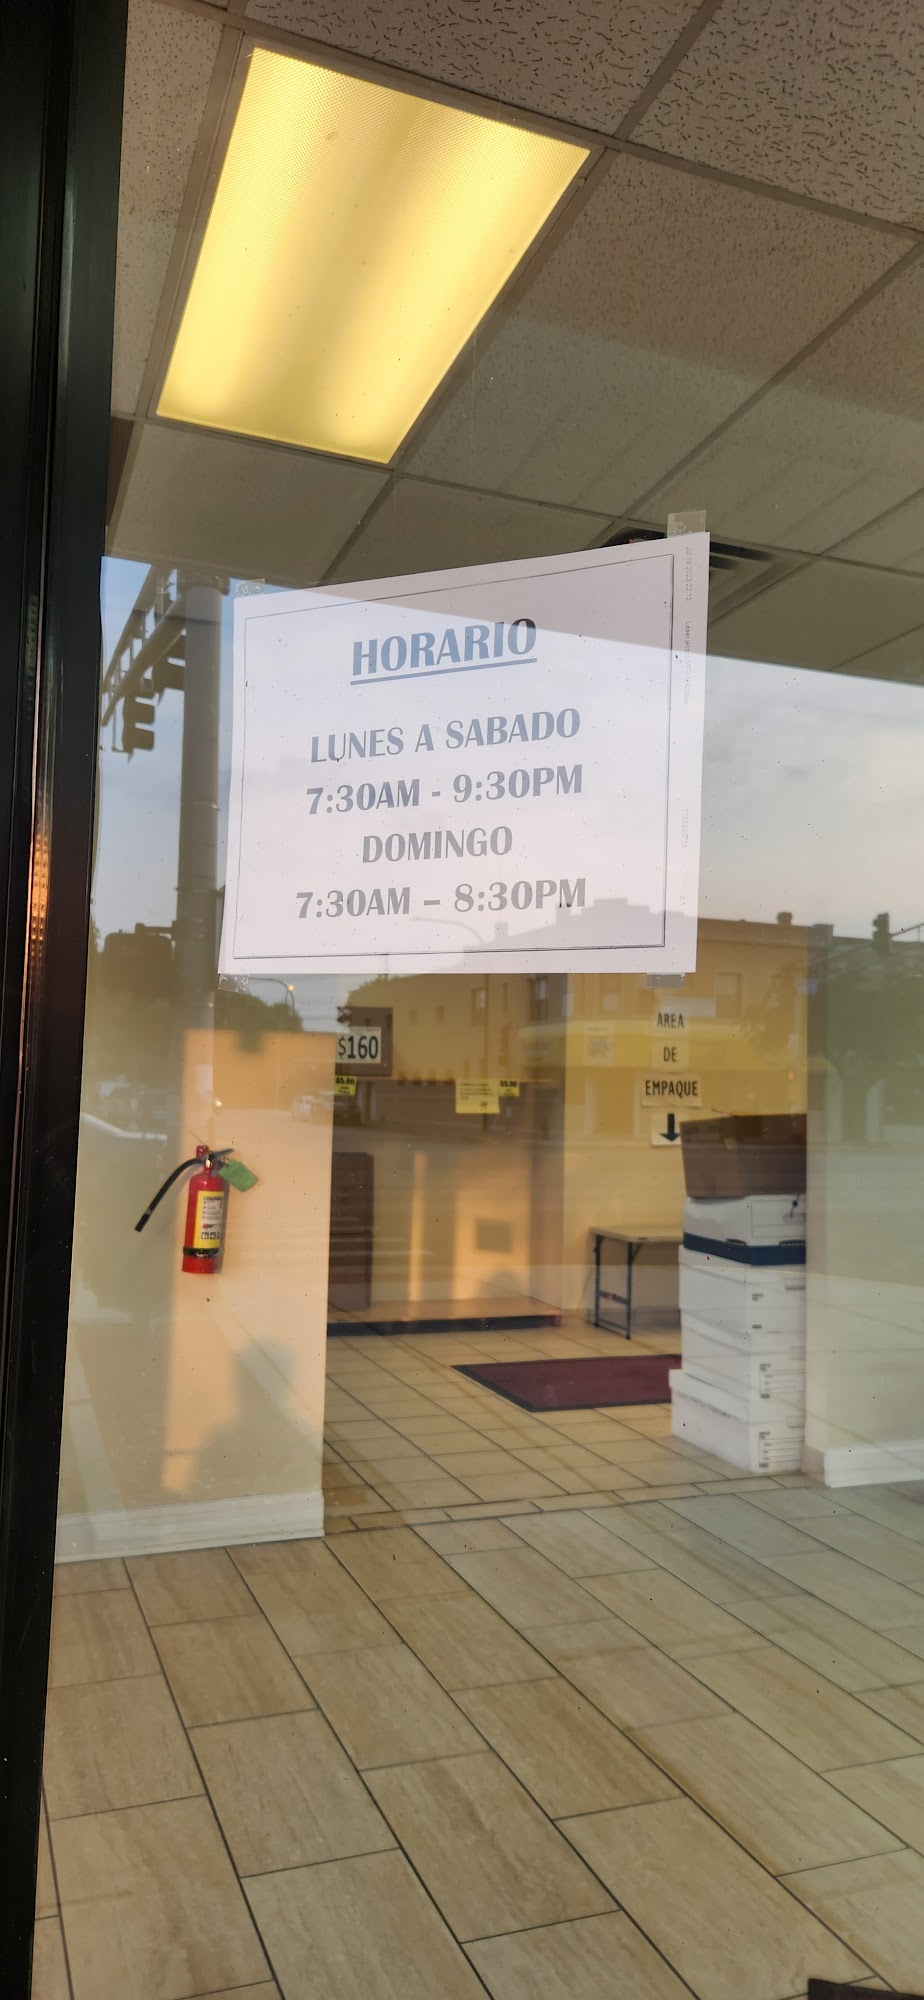 HORARIO
LUNES A SABADO
7:30AM - 9:30PM
DOMINGO
7:30AM – 8:30PM
$160
AREA
DE
EMPAQUE